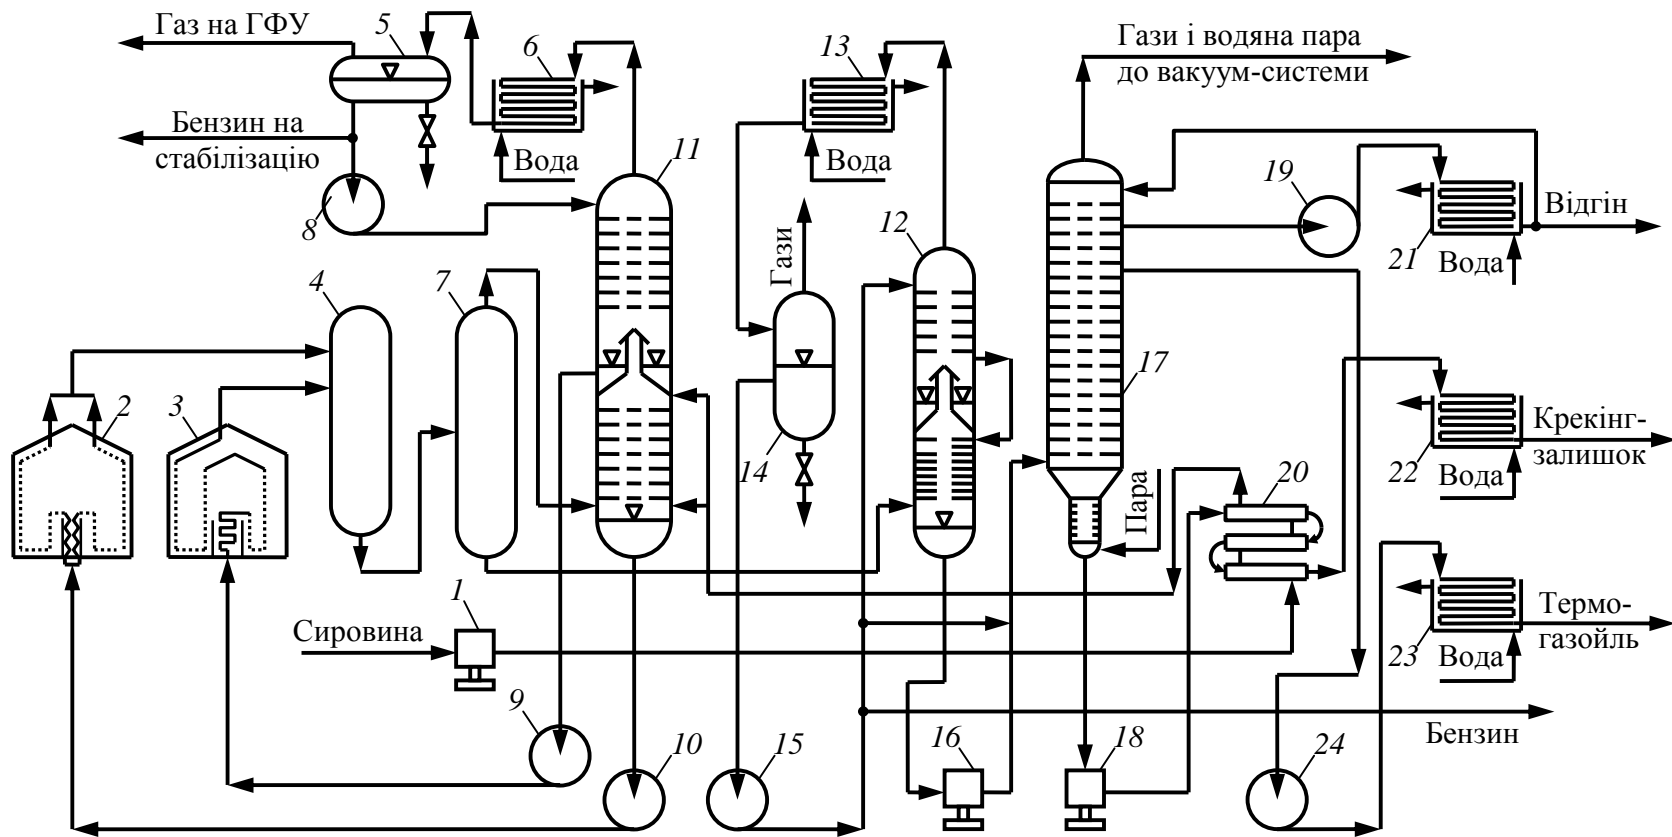 Газ на ГФУ
5
6
13
Гази і водяна пара
до вакуум-системи
Бензин на
стабілізацію
Вода
11
Вода
19
8
12
Відгін
21
Вода
Гази
4
7
17
2
3
14
Крекінг-
залишок
22
Вода
Пара
20
1
Сировина
Термо-
газойль
23
Вода
9
10
15
16
18
24
Бензин